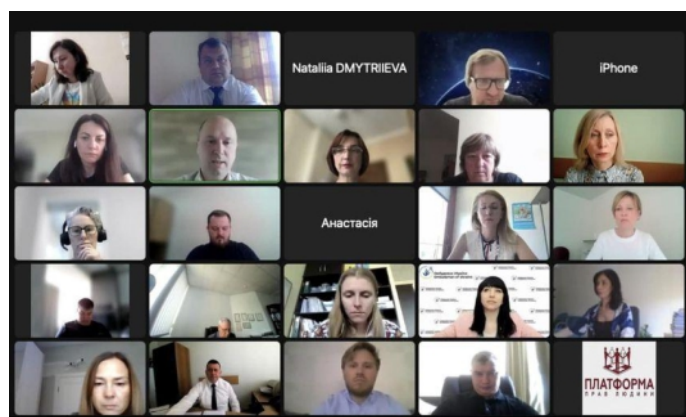 Nataliia DMYTRIIEVA
iPhone
Анастасія
ПЛАТФОРМА
ПРАВ ЛЮДИНИ